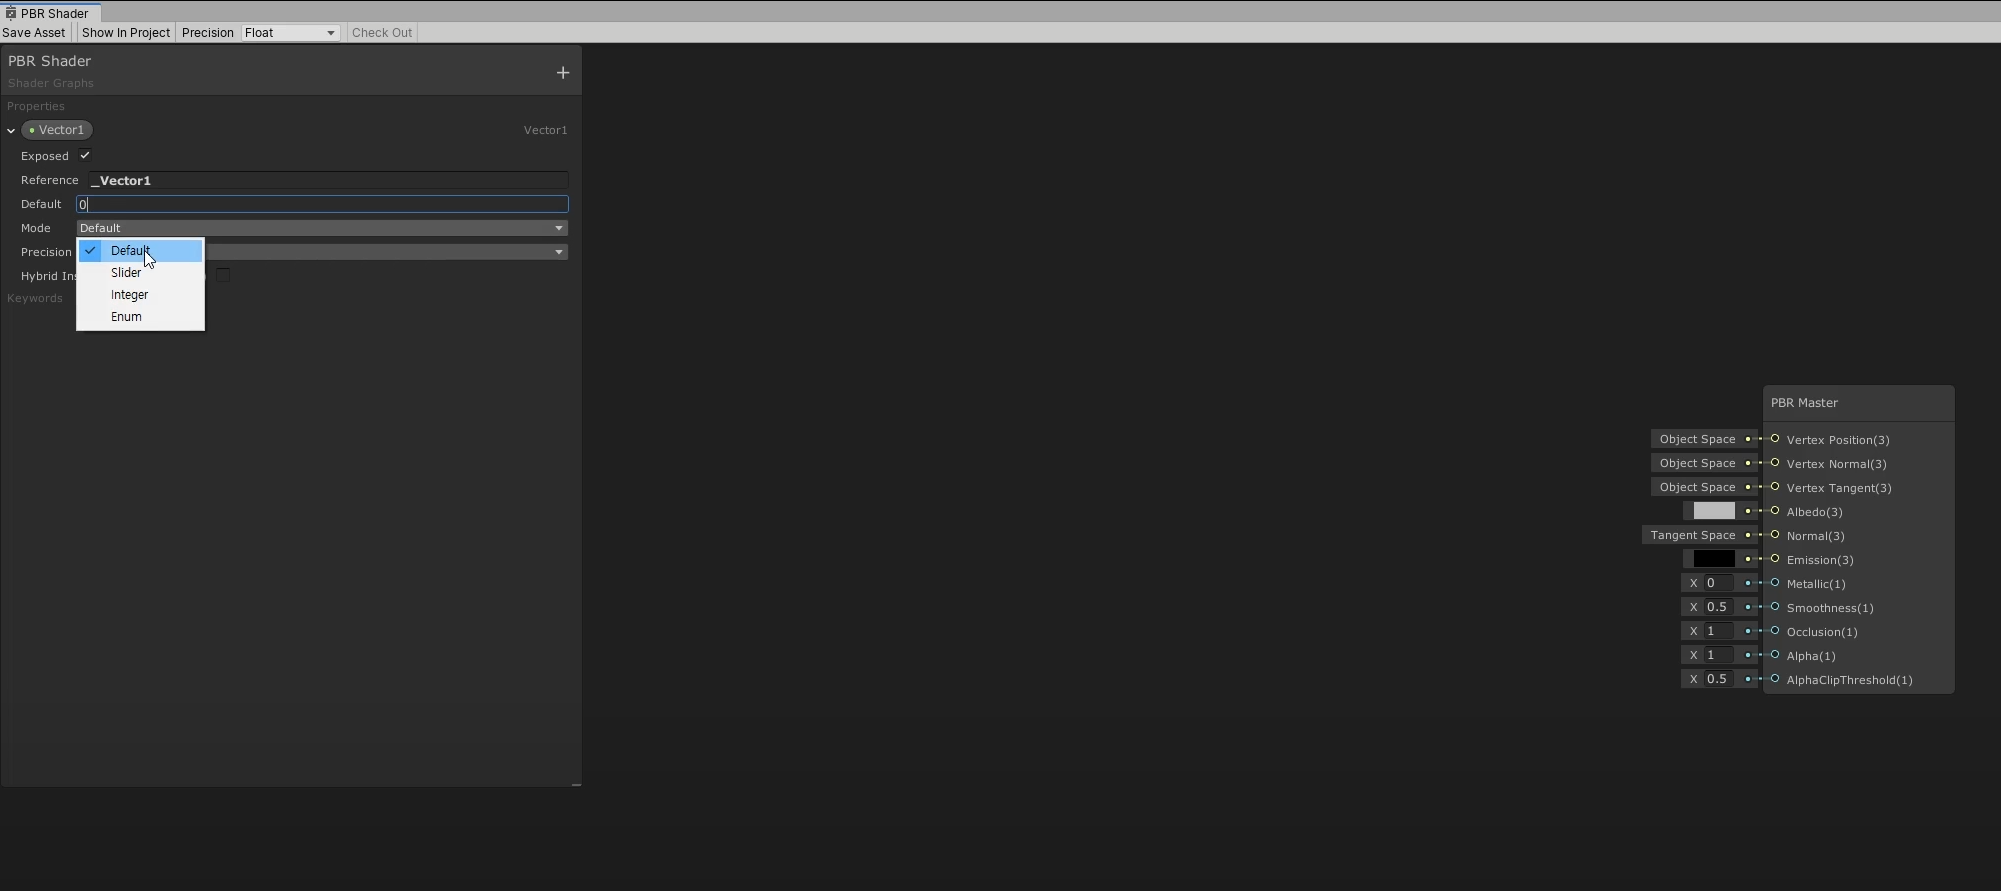 PBR Shader
Save Asset Show In Project Precision Float Check Out
PBR Shader
Shader Graphs
Properties
Vector1 Vector1
Exposed
Reference _Vector1
Default 0
Mode Default
Precision
Hybrid Ins
Keywords
Default
Slider
Integer
Enum
PBR Master
Object Space Vertex Position(3)
Object Space Vertex Normal(3)
Object Space Vertex Tangent(3)
Albedo(3)
Tangent Space Normal(3)
Emission(3)
X 0 Metallic(1)
X 0.5 Smoothness(1)
X 1 Occlusion(1)
X 1 Alpha(1)
X 0.5 AlphaClipThreshold(1)